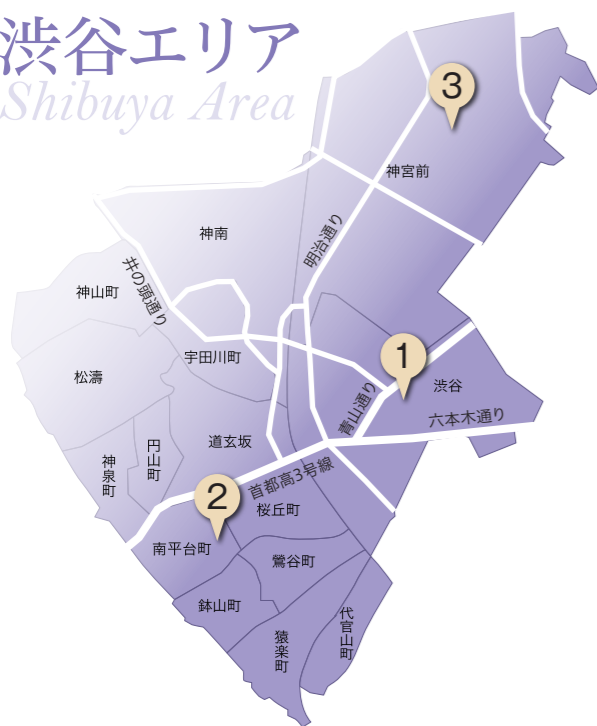 渋谷エリア
Shibuya Area
3
神宮前
神南
明治通り
井の頭通り
神山町
1
宇田川町
松濤
渋谷
青山通り
六本木通り
道玄坂
円山町
神泉町
首都高3号線
2
桜丘町
南平台町
鶯谷町
鉢山町
代官山町
猿楽町